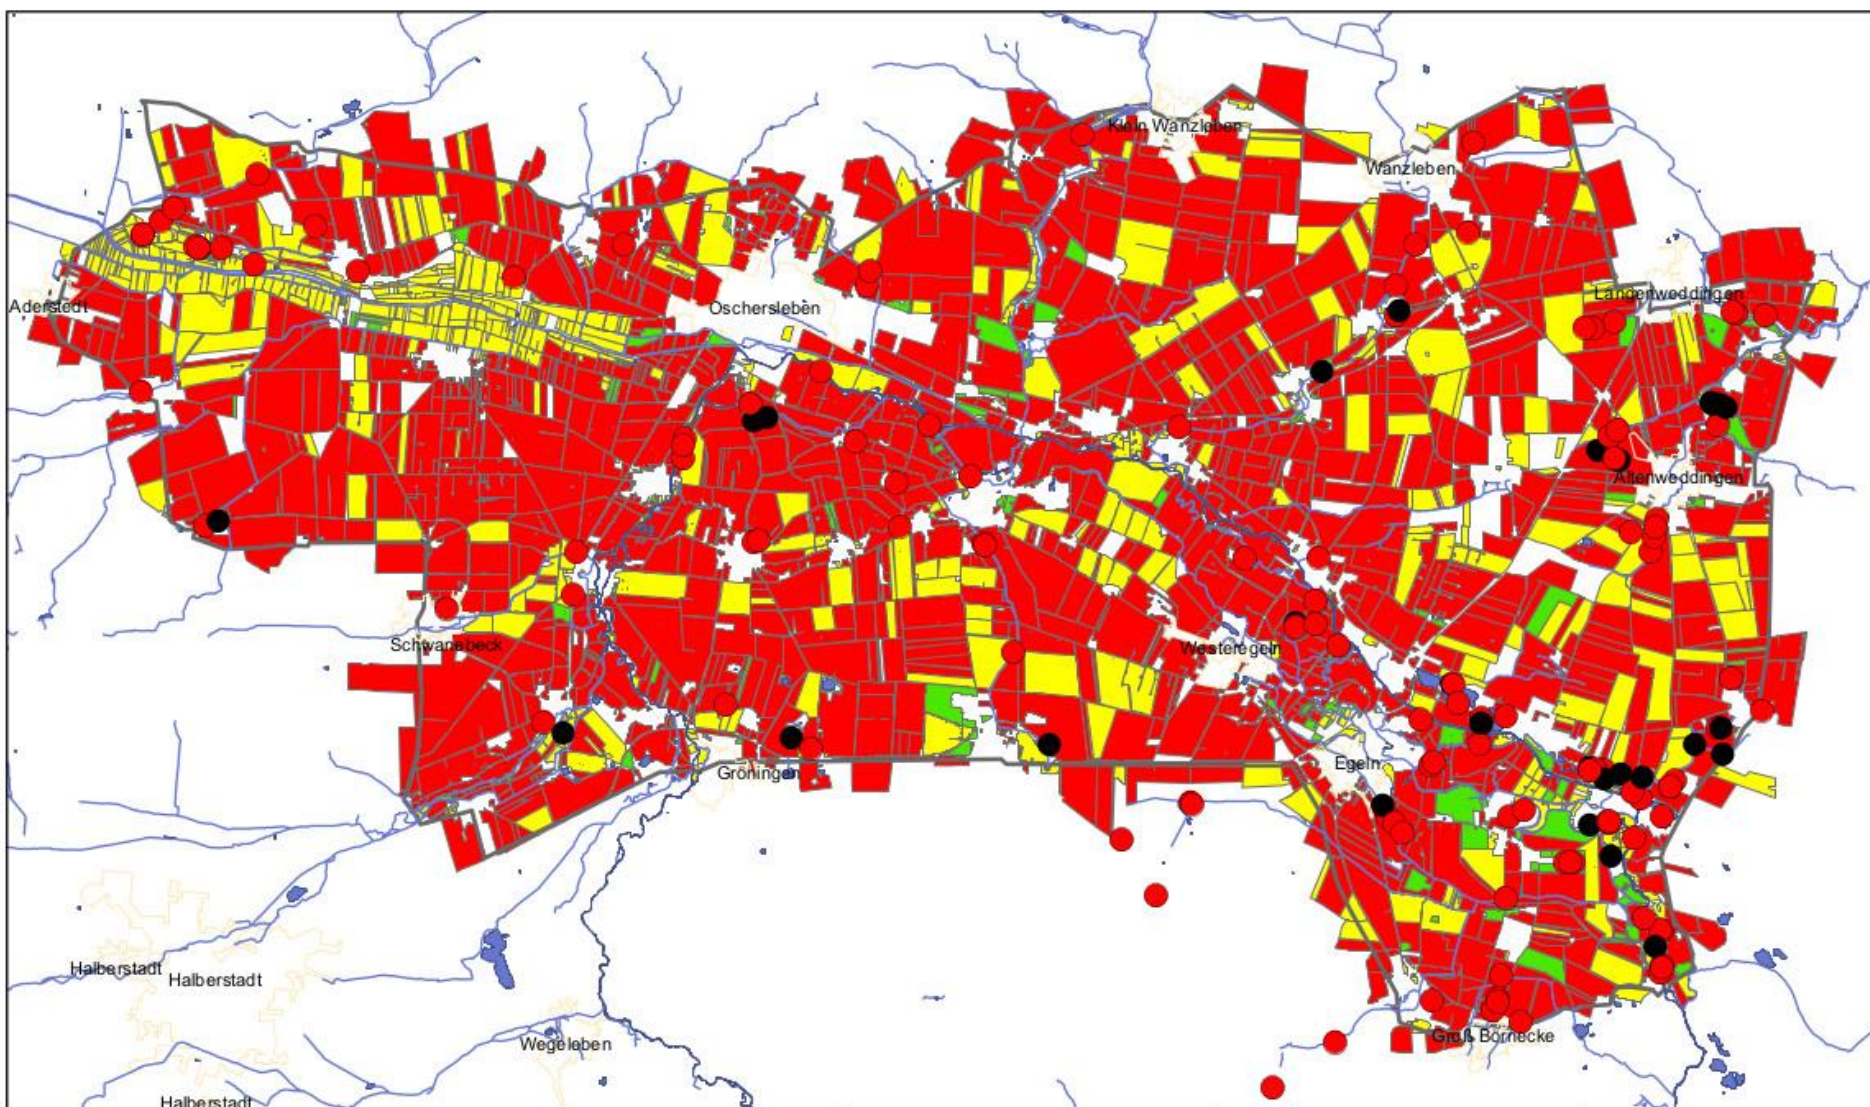 Klein Wanzleben
Wanzleben
Langenweddingen
Aderstedt
Oschersleben
Altenweddingen
Schwanebeck
Westeregeln
Egeln
Gröningen
Halberstadt
Halberstadt
Groß Börnecke
Wegeleben
Halberstadt